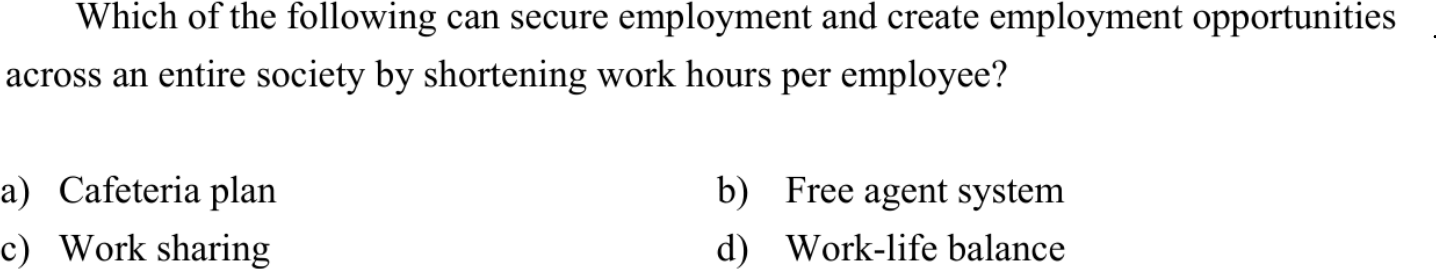 Which of the following can secure employment and create employment opportunities
across an entire society by shortening work hours per employee?
a) Cafeteria plan b) Free agent system
c) Work sharing d) Work-life balance